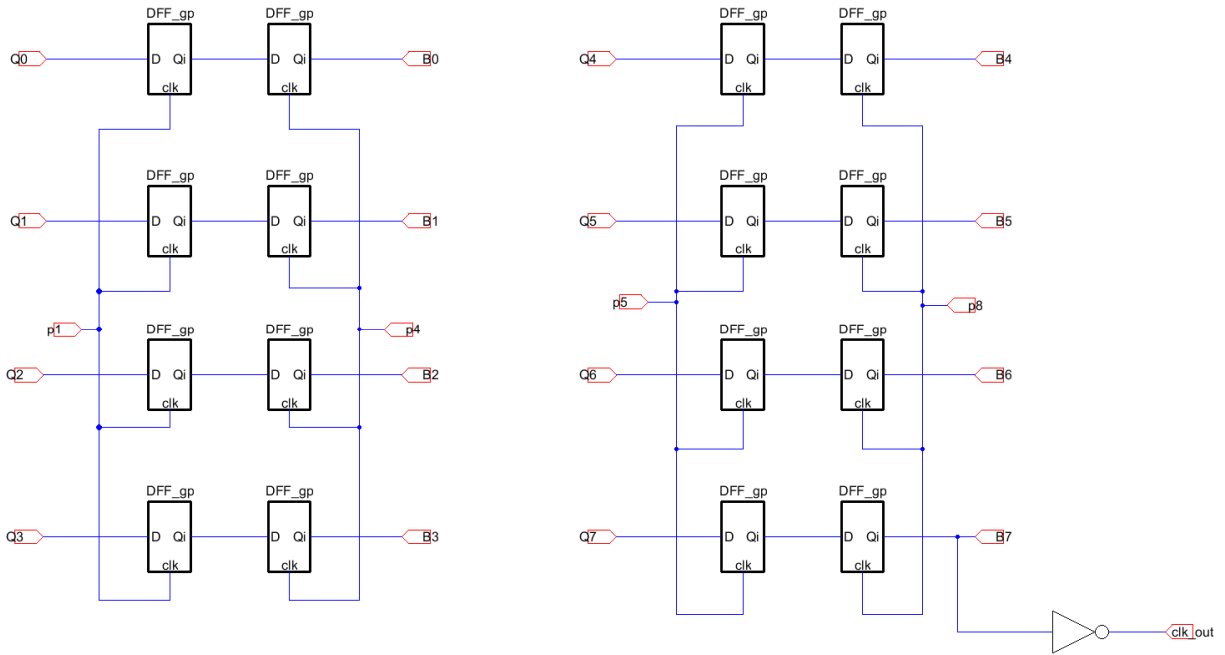 DFF_gp DFF_gp DFF_gp DFF_gp
Q0 D Qi D Qi B0 Q4 D Qi D Qi B4
clk clk clk clk
DFF_gp DFF_gp DFF_gp DFF_gp
Q1 D Qi D Qi B1 Q5 D Qi D Qi B5
clk clk clk clk
p5 p8
p1 DFF_gp DFF_gp p4 DFF_gp DFF_gp
Q2 D Qi D Qi B2 Q6 D Qi D Qi B6
clk clk clk clk
DFF_gp DFF_gp DFF_gp DFF_gp
Q3 D Qi D Qi B3 Q7 D Qi D Qi B7
clk clk clk clk
clk_out